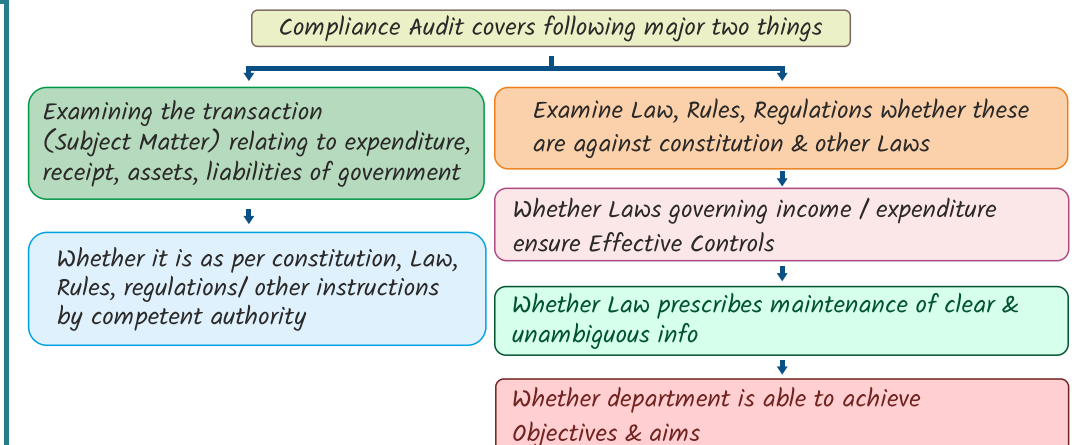 Compliance Audit covers following major two things
Examining the transaction
(Subject Matter) relating to expenditure,
receipt, assets, liabilities of government
Whether it is as per constitution, Law,
Rules, regulations/ other instructions
by competent authority
Examine Law, Rules, Regulations whether these
are against constitution & other Laws
Whether Laws governing income / expenditure
ensure Effective Controls
Whether Law prescribes maintenance of clear &
unambiguous info
Whether department is able to achieve
Objectives & aims